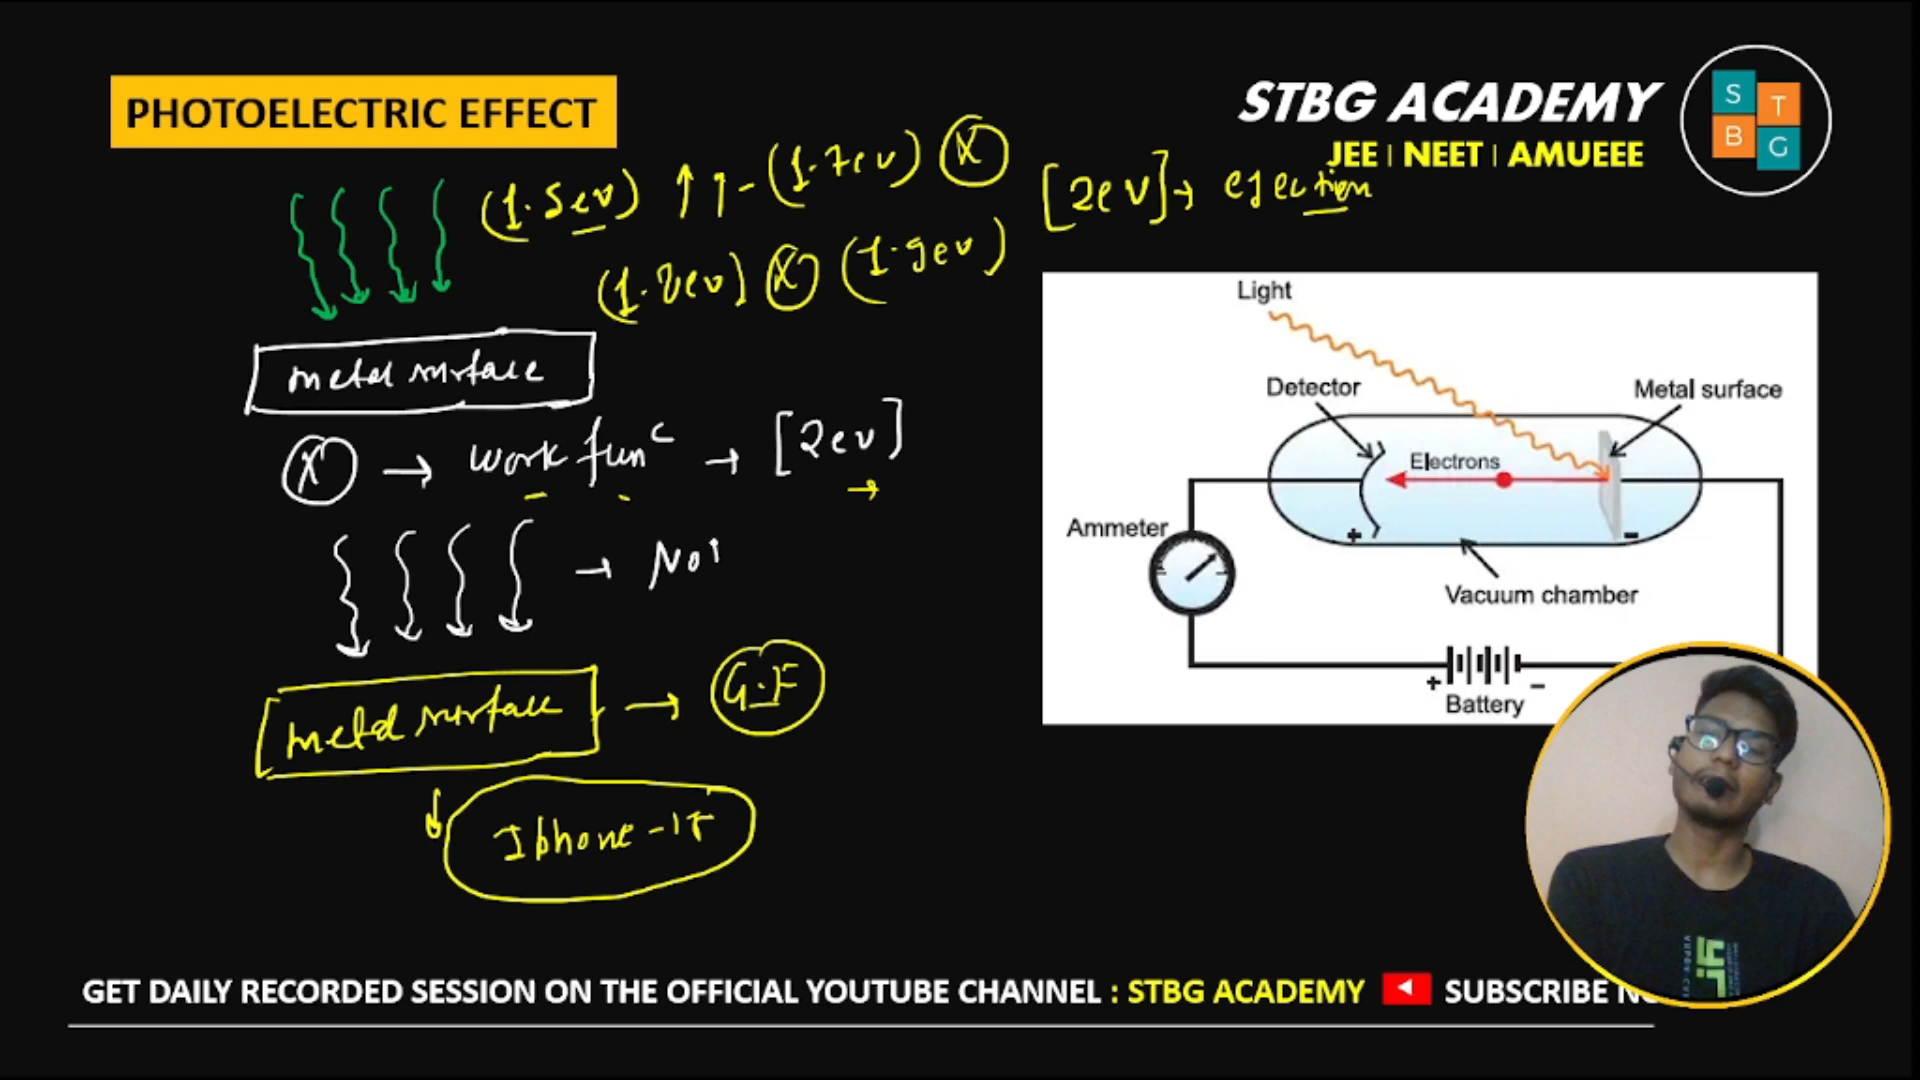 PHOTOELECTRIC EFFECT
STBG ACADEMY
JEE | NEET | AMUEEE
S T
B G
(1.5ev) ↑↑ - (1.7ev) X
[2ev] → ejection
(1.8ev) X (1.9ev)
metal surface
X → work funᶜ → [2ev]
→ No
metal surface → G.F
Iphone-17
Light
Detector
Metal surface
Electrons
+
-
Ammeter
Vacuum chamber
+ -
Battery
GET DAILY RECORDED SESSION ON THE OFFICIAL YOUTUBE CHANNEL : STBG ACADEMY SUBSCRIBE